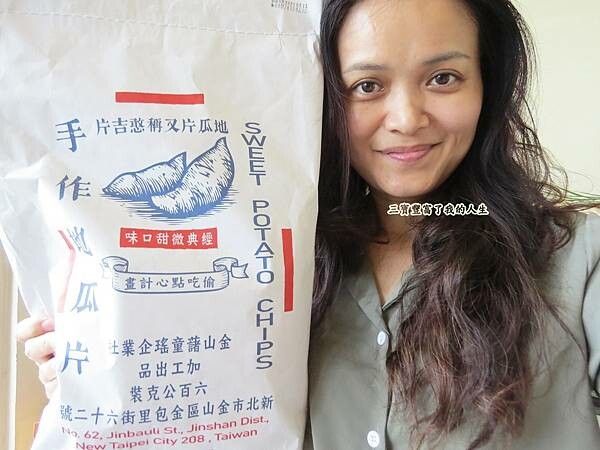 地瓜片又稱憨吉片
手作地瓜片
SWEET POTATO CHIPS
經典微甜口味
偷吃點心計畫
金山藷童瑤企業社
加工出品
六百公克裝
新北市金山區金包里街六十二號
No. 62, Jinbauli St., Jinshan Dist.,
New Taipei City 208 , Taiwan
三寶豐富了我的人生